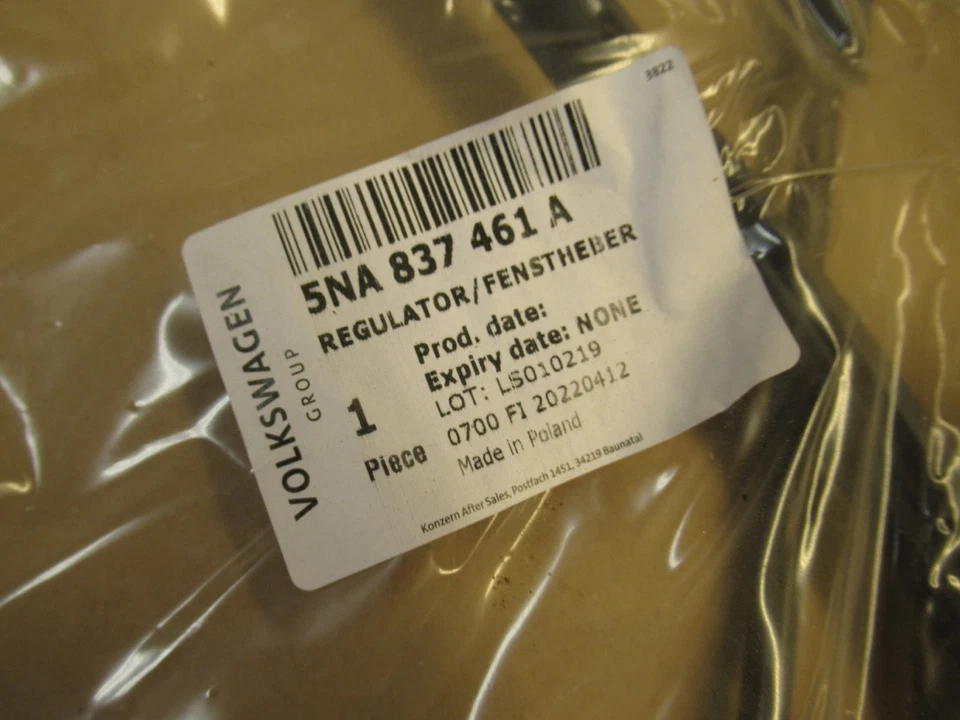 3822
5NA 837 461 A
REGULATOR/FENSTHEBER
Prod. date:
Expiry date: NONE
LOT: LS010219
0700 FI 20220412
Made in Poland
1
Piece
VOLKSWAGEN
GROUP
Konzern After Sales, Postfach 1451, 34219 Baunatal